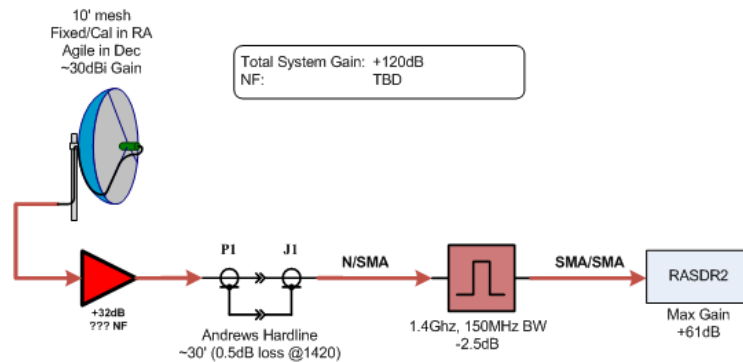 10' mesh
Fixed/Cal in RA
Agile in Dec
~30dBi Gain
Total System Gain: +120dB
NF: TBD
+32dB
??? NF
P1
J1
Andrews Hardline
~30' (0.5dB loss @1420)
N/SMA
1.4Ghz, 150MHz BW
-2.5dB
SMA/SMA
RASDR2
Max Gain
+61dB